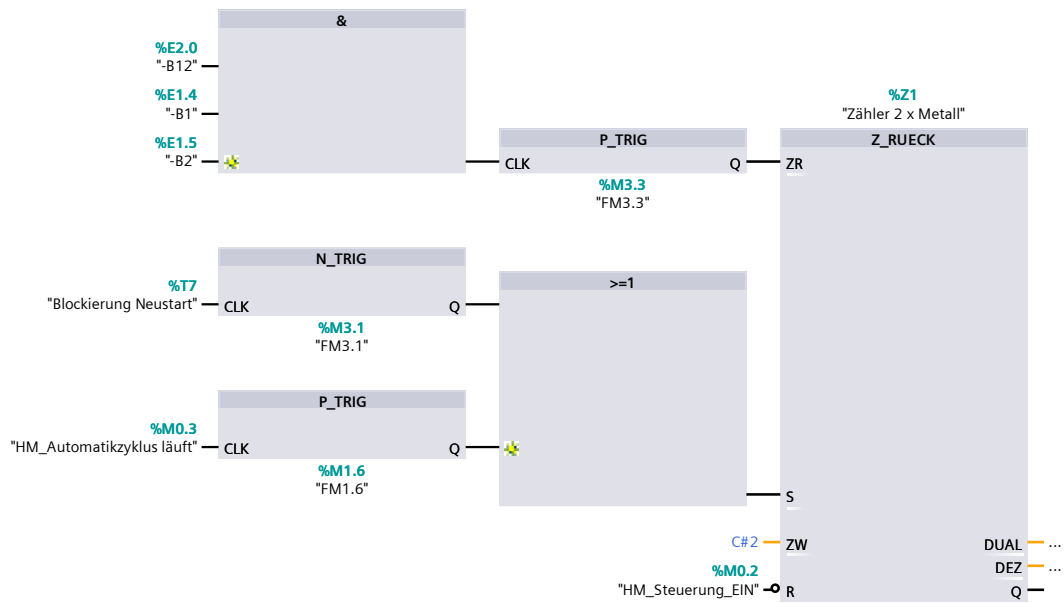 &
%E2.0
"-B12"
%E1.4
"-B1"
%E1.5
"-B2"
P_TRIG
CLK
Q
%M3.3
"FM3.3"
%Z1
"Zähler 2 x Metall"
Z_RUECK
ZR
N_TRIG
%T7
"Blockierung Neustart"
CLK
Q
%M3.1
"FM3.1"
>=1
P_TRIG
%M0.3
"HM_Automatikzyklus läuft"
CLK
Q
%M1.6
"FM1.6"
S
C#2
ZW
DUAL
...
DEZ
...
%M0.2
"HM_Steuerung_EIN"
R
Q